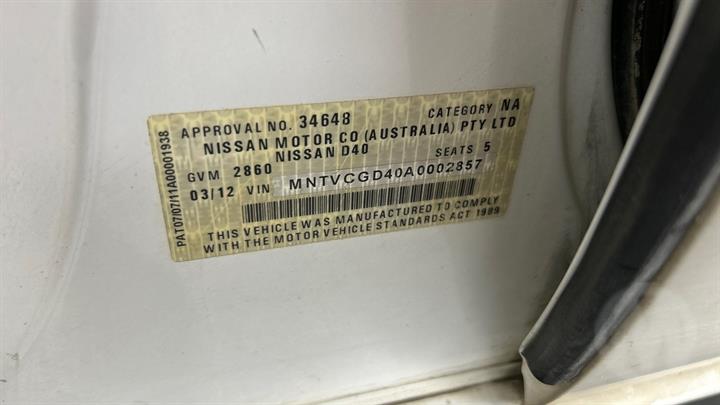 APPROVAL NO. 34648 CATEGORY NA
NISSAN MOTOR CO (AUSTRALIA) PTY LTD
NISSAN D40
GVM 2860 SEATS 5
03/12 VIN MNTVCGD40A0002857
THIS VEHICLE WAS MANUFACTURED TO COMPLY
WITH THE MOTOR VEHICLE STANDARDS ACT 1989
PAT07/07/11A00001938